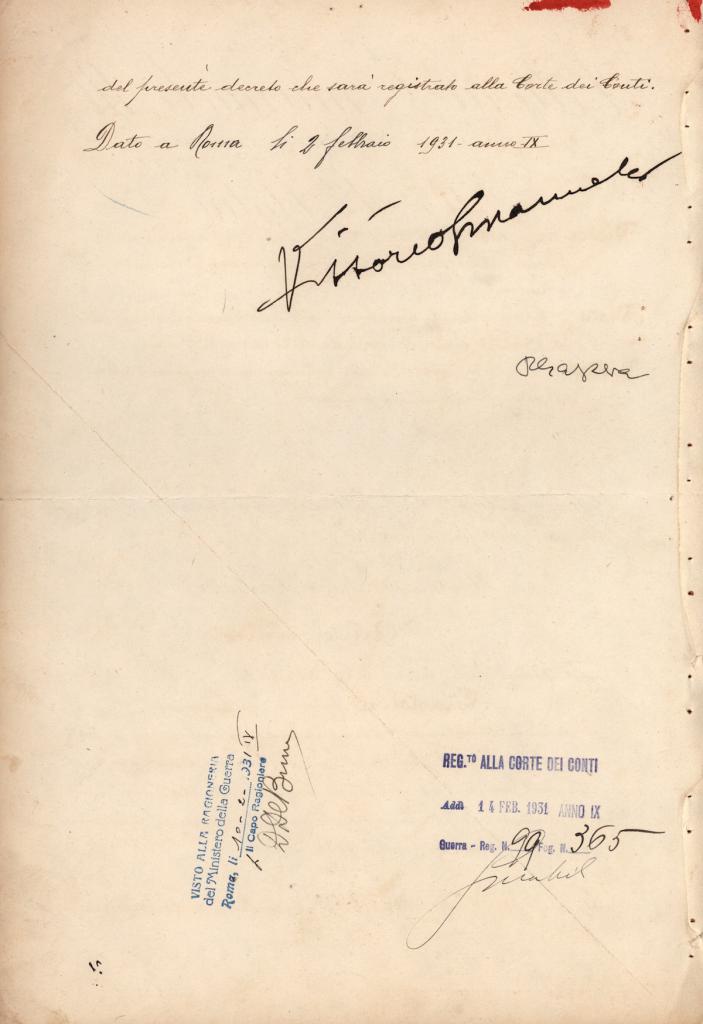 del presente decreto che sarà registrato alla Corte dei Conti.
Dato a Roma li 2 febbraio 1931 - anno IX
Vittorio Emanuele
VISTO ALLA RAGIONERIA
del Ministero della Guerra
Roma, li 10-2-931 IX
Il Capo Ragioniere
REG.TO ALLA CORTE DEI CONTI
Addì 14 FEB. 1931 ANNO IX
Guerra - Reg. N. 99 Fog. N. 365